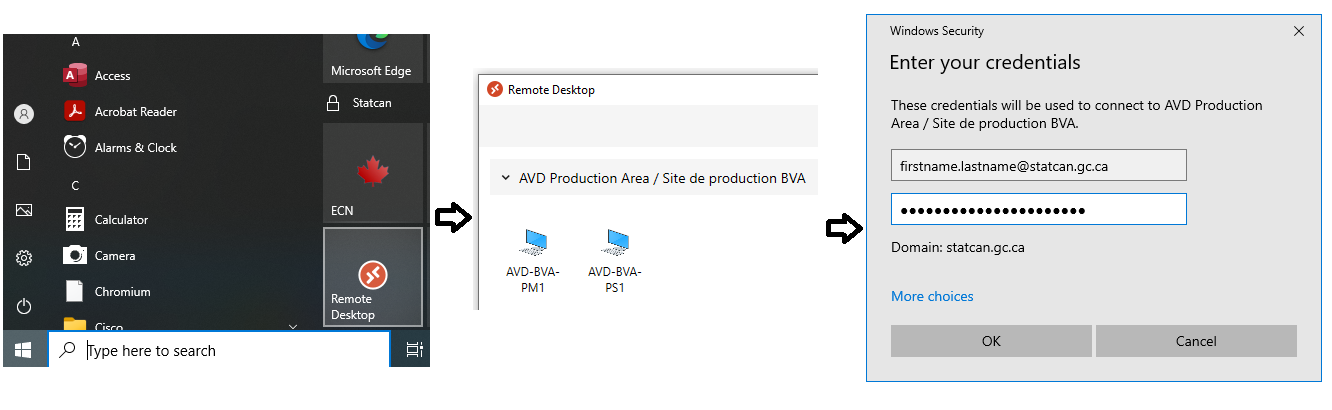 A
Access
Acrobat Reader
Alarms & Clock
C
Calculator
Camera
Chromium
Cisco
Microsoft Edge
Statcan
ECN
Remote
Desktop
Type here to search
Remote Desktop
AVD Production Area / Site de production BVA
AVD-BVA-
PM1
AVD-BVA-
PS1
Windows Security
Enter your credentials
These credentials will be used to connect to AVD Production
Area / Site de production BVA.
firstname.lastname@statcan.gc.ca
Domain: statcan.gc.ca
More choices
OK
Cancel